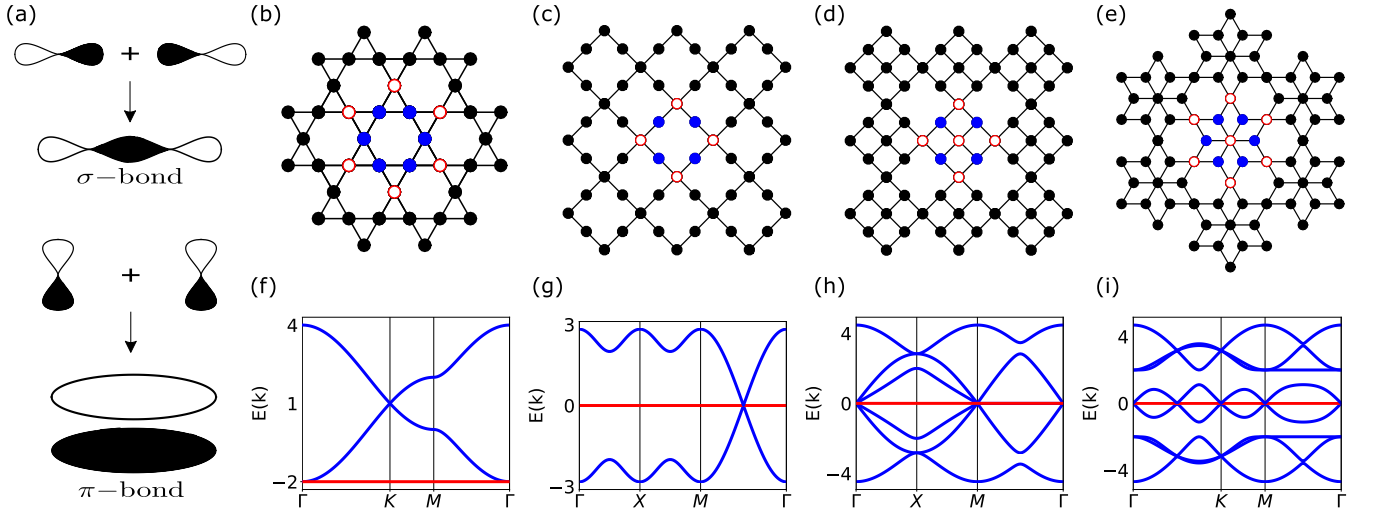 (a)
+
σ−bond
+
π−bond
(b)
(c)
(d)
(e)
(f)
4
1
−2
E(k)
Γ K M Γ
(g)
3
0
−3
E(k)
Γ X M Γ
(h)
4
0
−4
E(k)
Γ X M Γ
(i)
4
0
−4
E(k)
Γ K M Γ